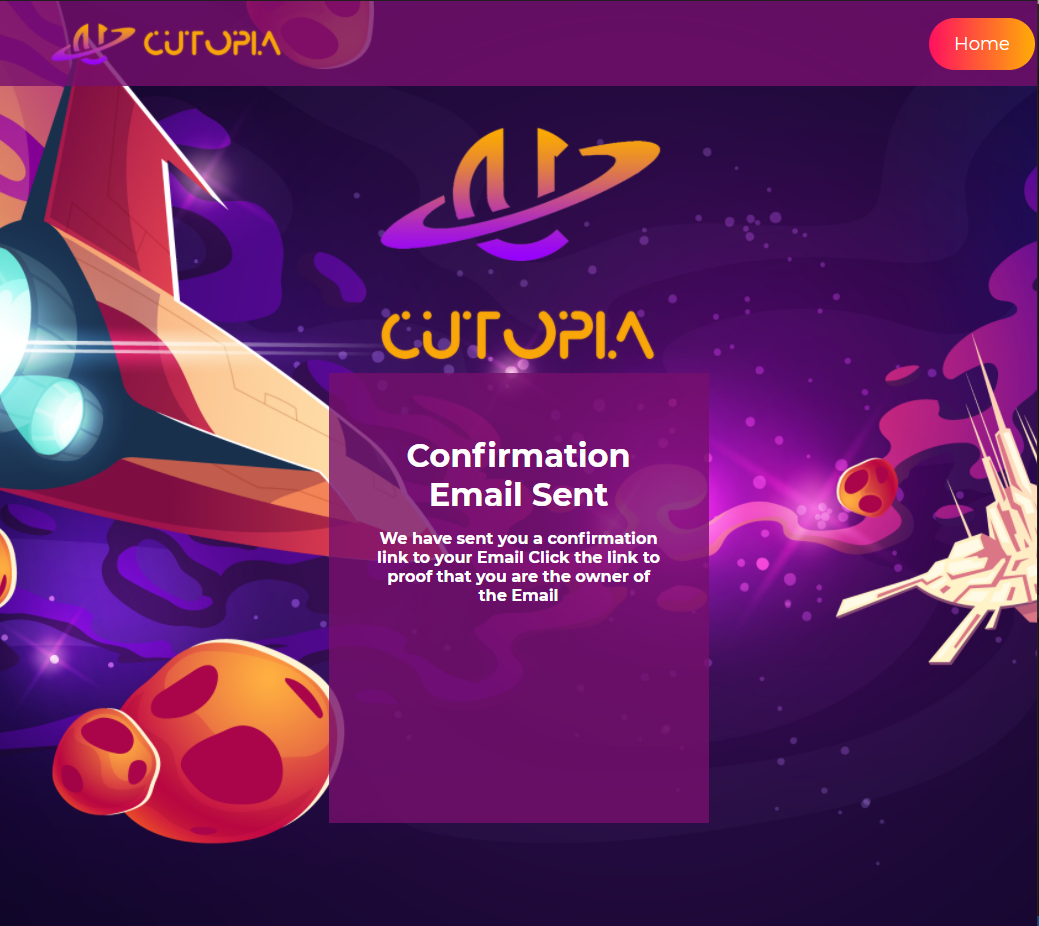 CUTOPIA
Home
CUTOPIA
Confirmation
Email Sent
We have sent you a confirmation
link to your Email Click the link to
proof that you are the owner of
the Email